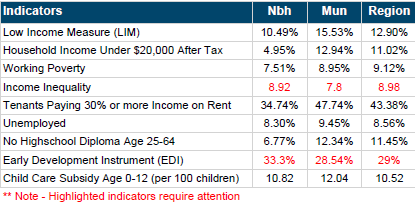 Indicators Nbh Mun Region
Low Income Measure (LIM) 10.49% 15.53% 12.90%
Household Income Under $20,000 After Tax 4.95% 12.94% 11.02%
Working Poverty 7.51% 8.95% 9.12%
Income Inequality 8.92 7.8 8.98
Tenants Paying 30% or more Income on Rent 34.74% 47.74% 43.38%
Unemployed 8.30% 9.45% 8.56%
No Highschool Diploma Age 25-64 6.77% 12.34% 11.45%
Early Development Instrument (EDI) 33.3% 28.54% 29%
Child Care Subsidy Age 0-12 (per 100 children) 10.82 12.04 10.52
** Note - Highlighted indicators require attention